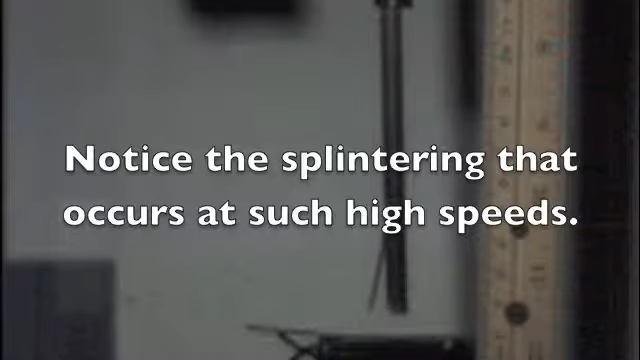 Notice the splintering that
occurs at such high speeds.